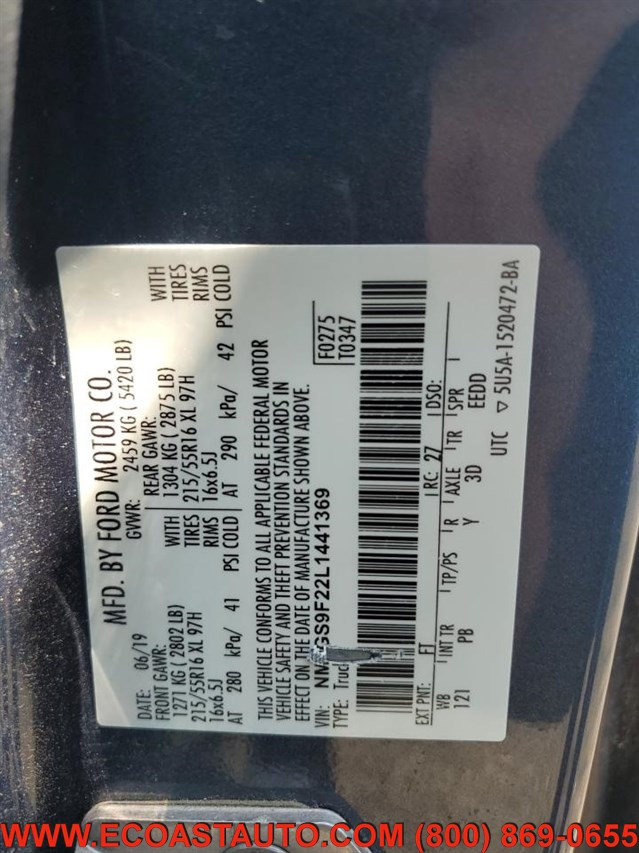 MFD. BY FORD MOTOR CO.
DATE: 06/19 GVWR: 2459 KG ( 5420 LB)
FRONT GAWR: REAR GAWR:
1271 KG ( 2802 LB) WITH 1304 KG ( 2875 LB) WITH
215/55R16 XL 97H TIRES 215/55R16 XL 97H TIRES
16x6.5J RIMS 16x6.5J RIMS
AT 280 kPa/ 41 PSI COLD AT 290 kPa/ 42 PSI COLD
THIS VEHICLE CONFORMS TO ALL APPLICABLE FEDERAL MOTOR
VEHICLE SAFETY AND THEFT PREVENTION STANDARDS IN
EFFECT ON THE DATE OF MANUFACTURE SHOWN ABOVE.
VIN: GS9F22L1441369 F0275
TYPE: T0347
EXT PNT: FT RC: 27 DSO:
WB INT TR TP/PS R AXLE TR SPR
121 PB Y 3D EEDD
UTC ▽ 5U5A-1520472-BA
WWW.ECOASTAUTO.COM (800) 869-0655